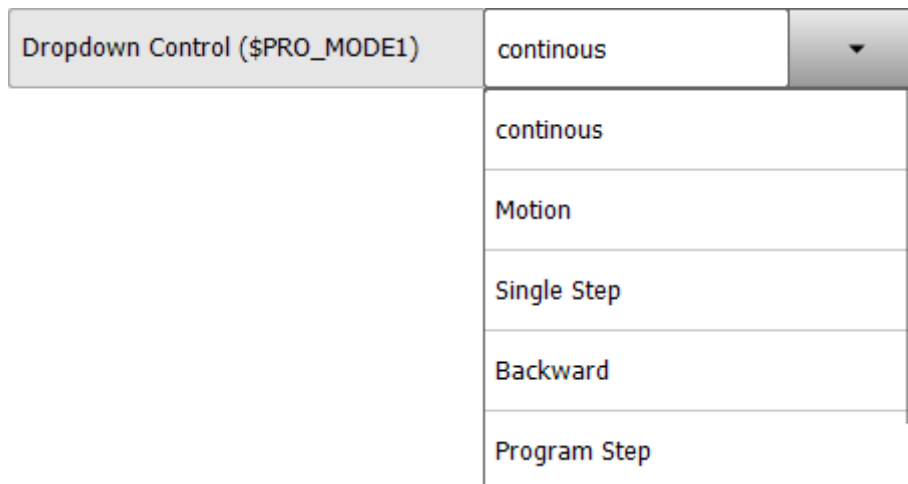 Dropdown Control ($PRO_MODE1) continous
continous
Motion
Single Step
Backward
Program Step